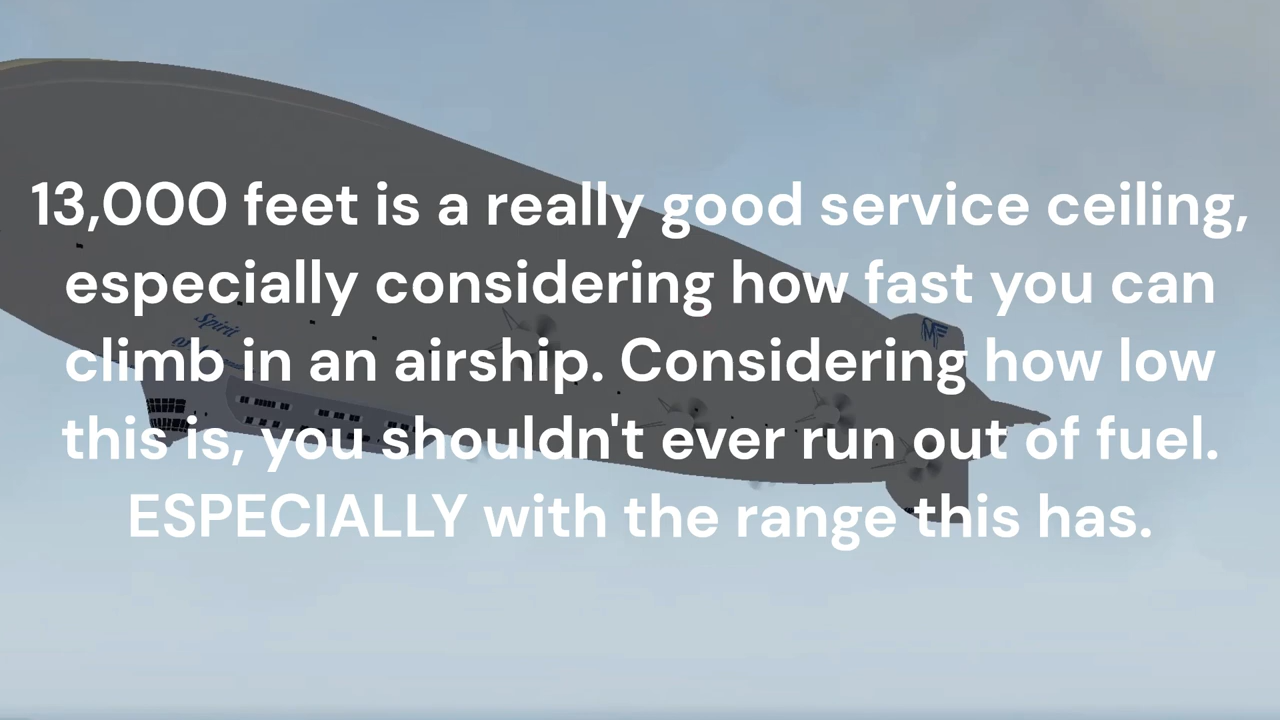 13,000 feet is a really good service ceiling,
especially considering how fast you can
climb in an airship. Considering how low
this is, you shouldn't ever run out of fuel.
ESPECIALLY with the range this has.
Spirit